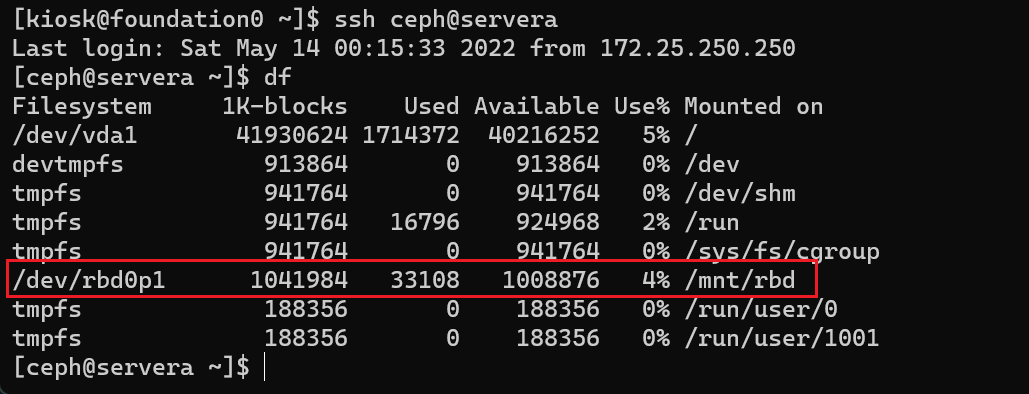 [kiosk@foundation0 ~]$ ssh ceph@servera
Last login: Sat May 14 00:15:33 2022 from 172.25.250.250
[ceph@servera ~]$ df
Filesystem     1K-blocks    Used Available Use% Mounted on
/dev/vda1       41930624 1714372  40216252   5% /
devtmpfs          913864       0    913864   0% /dev
tmpfs             941764       0    941764   0% /dev/shm
tmpfs             941764   16796    924968   2% /run
tmpfs             941764       0    941764   0% /sys/fs/cgroup
/dev/rbd0p1      1041984   33108   1008876   4% /mnt/rbd
tmpfs             188356       0    188356   0% /run/user/0
tmpfs             188356       0    188356   0% /run/user/1001
[ceph@servera ~]$